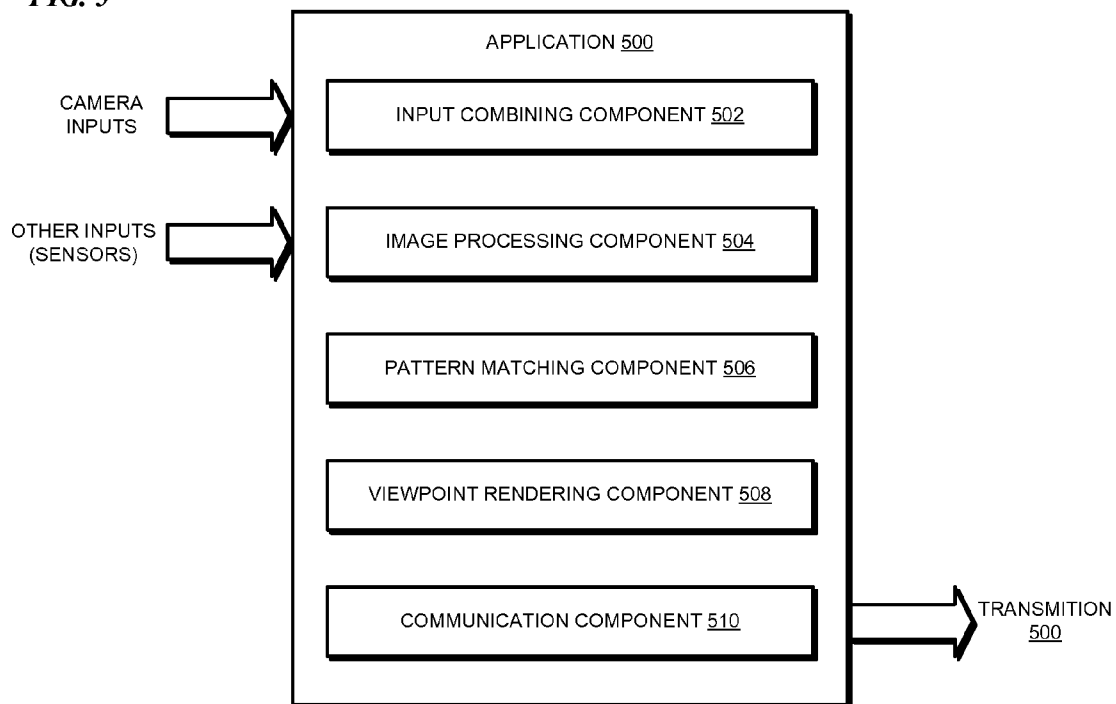 APPLICATION 500
CAMERA
INPUTS
INPUT COMBINING COMPONENT 502
OTHER INPUTS
(SENSORS)
IMAGE PROCESSING COMPONENT 504
PATTERN MATCHING COMPONENT 506
VIEWPOINT RENDERING COMPONENT 508
COMMUNICATION COMPONENT 510
TRANSMITION
500